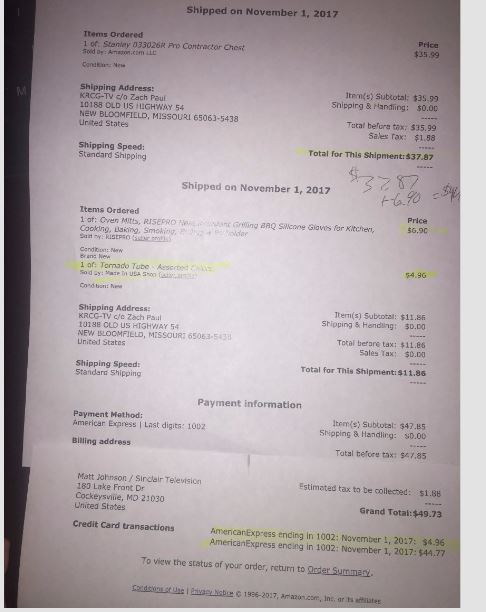 Shipped on November 1, 2017
Items Ordered Price
1 of: Stanley 033026R Pro Contractor Chest $35.99
Sold by: Amazon.com LLC
Condition: New
Shipping Address:
KRCG-TV c/o Zach Paul
10188 OLD US HIGHWAY 54
NEW BLOOMFIELD, MISSOURI 65063-5438
United States
Item(s) Subtotal: $35.99
Shipping & Handling: $0.00
-----
Total before tax: $35.99
Sales Tax: $1.88
-----
Shipping Speed:
Standard Shipping
Total for This Shipment: $37.87
$37.87
+6.90
Shipped on November 1, 2017
Items Ordered Price
1 of: Oven Mitts, RISEPRO Grilling BBQ Silicone Gloves for Kitchen, $6.90
Cooking, Baking, Smoking,
Sold by: RISEPRO (seller profile)
Condition: New
Brand New
1 of: Tornado Tube - Assorted Colors $4.96
Sold by: Made In USA Shop (seller profile)
Condition: New
Shipping Address:
KRCG-TV c/o Zach Paul
10188 OLD US HIGHWAY 54
NEW BLOOMFIELD, MISSOURI 65063-5438
United States
Item(s) Subtotal: $11.86
Shipping & Handling: $0.00
-----
Total before tax: $11.86
Sales Tax: $0.00
-----
Shipping Speed:
Standard Shipping
Total for This Shipment: $11.86
-----
Payment information
Payment Method:
American Express | Last digits: 1002
Item(s) Subtotal: $47.85
Shipping & Handling: $0.00
-----
Billing address
Total before tax: $47.85
Matt Johnson / Sinclair Television
180 Lake Front Dr
Cockeysville, MD 21030
United States
Estimated tax to be collected: $1.88
-----
Grand Total: $49.73
Credit Card transactions
AmericanExpress ending in 1002: November 1, 2017: $4.96
AmericanExpress ending in 1002: November 1, 2017: $44.77
To view the status of your order, return to Order Summary.
Conditions of Use | Privacy Notice © 1996-2017, Amazon.com, Inc. or its affiliates